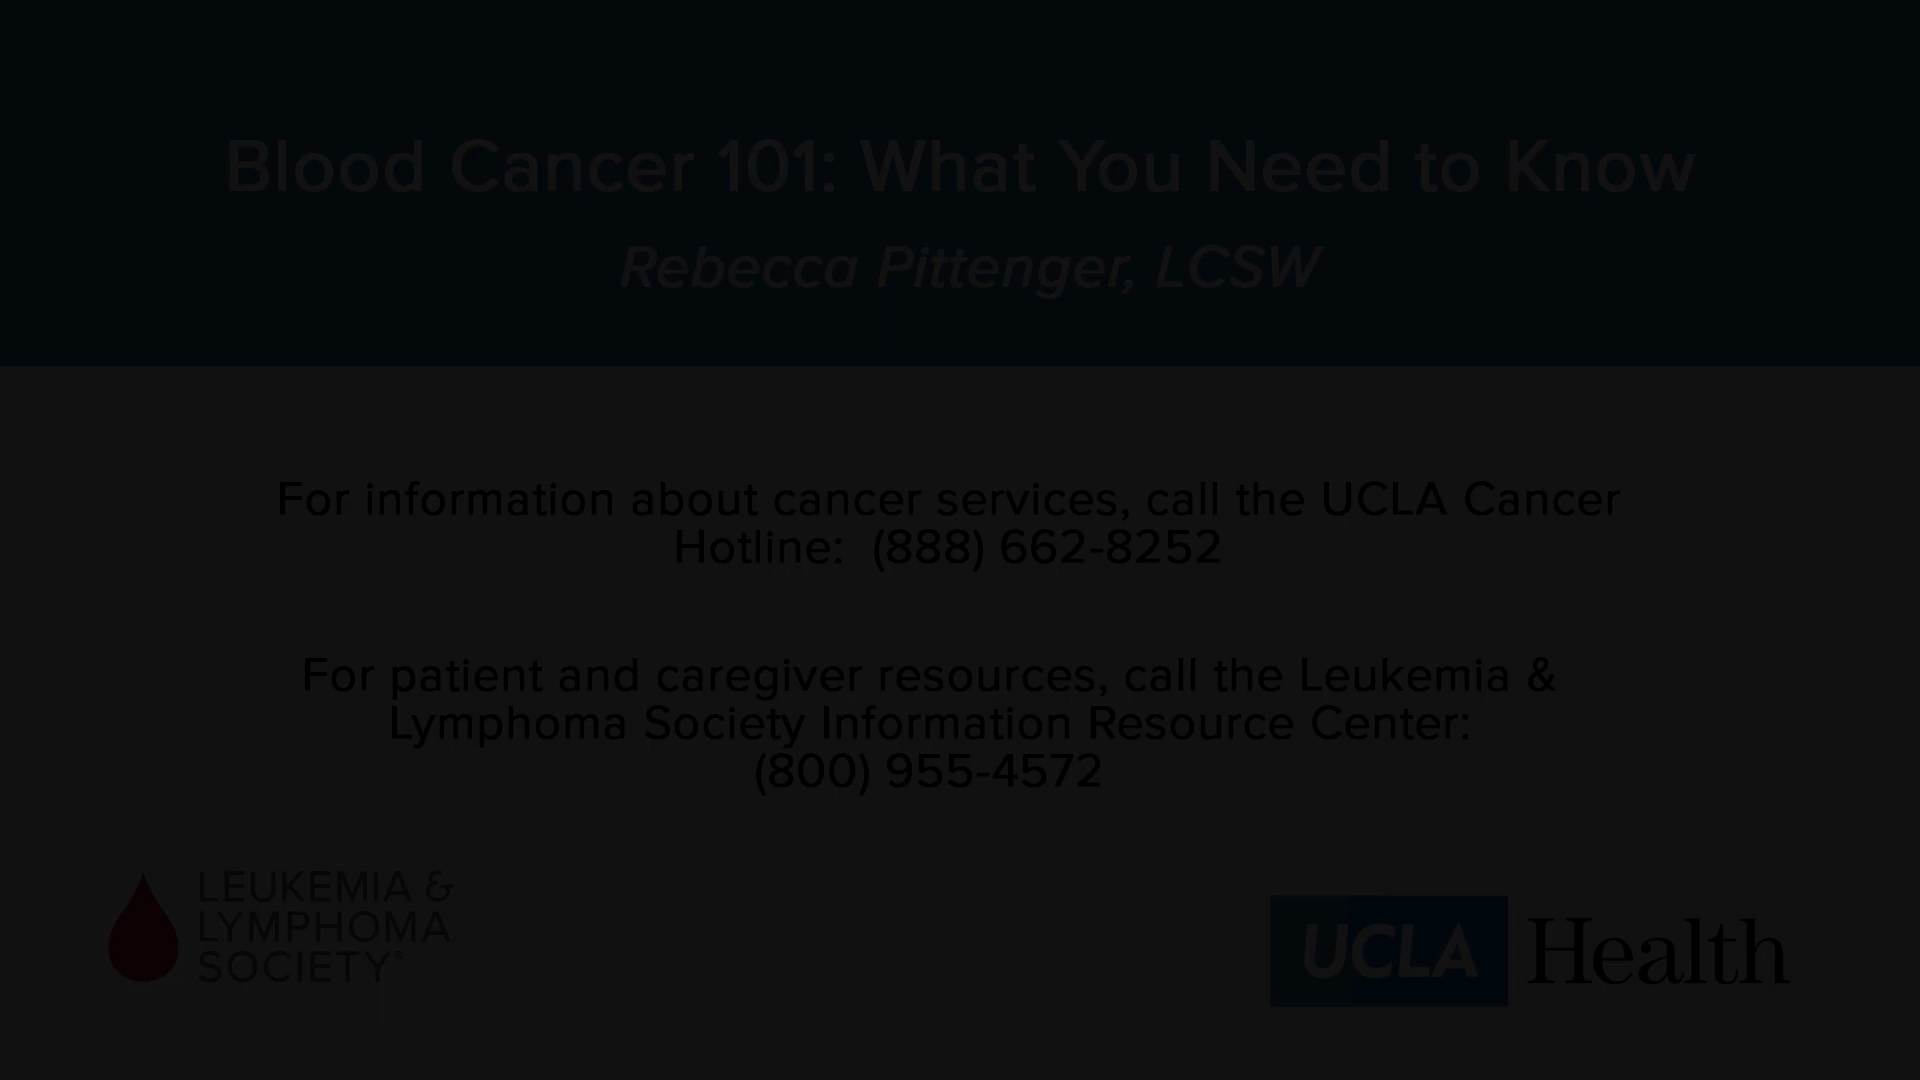 Blood Cancer 101: What You Need to Know
Rebecca Pittenger, LCSW
For information about cancer services, call the UCLA Cancer
Hotline:  (888) 662-8252
For patient and caregiver resources, call the Leukemia &
Lymphoma Society Information Resource Center:
(800) 955-4572
LEUKEMIA &
LYMPHOMA
SOCIETY®
UCLA Health